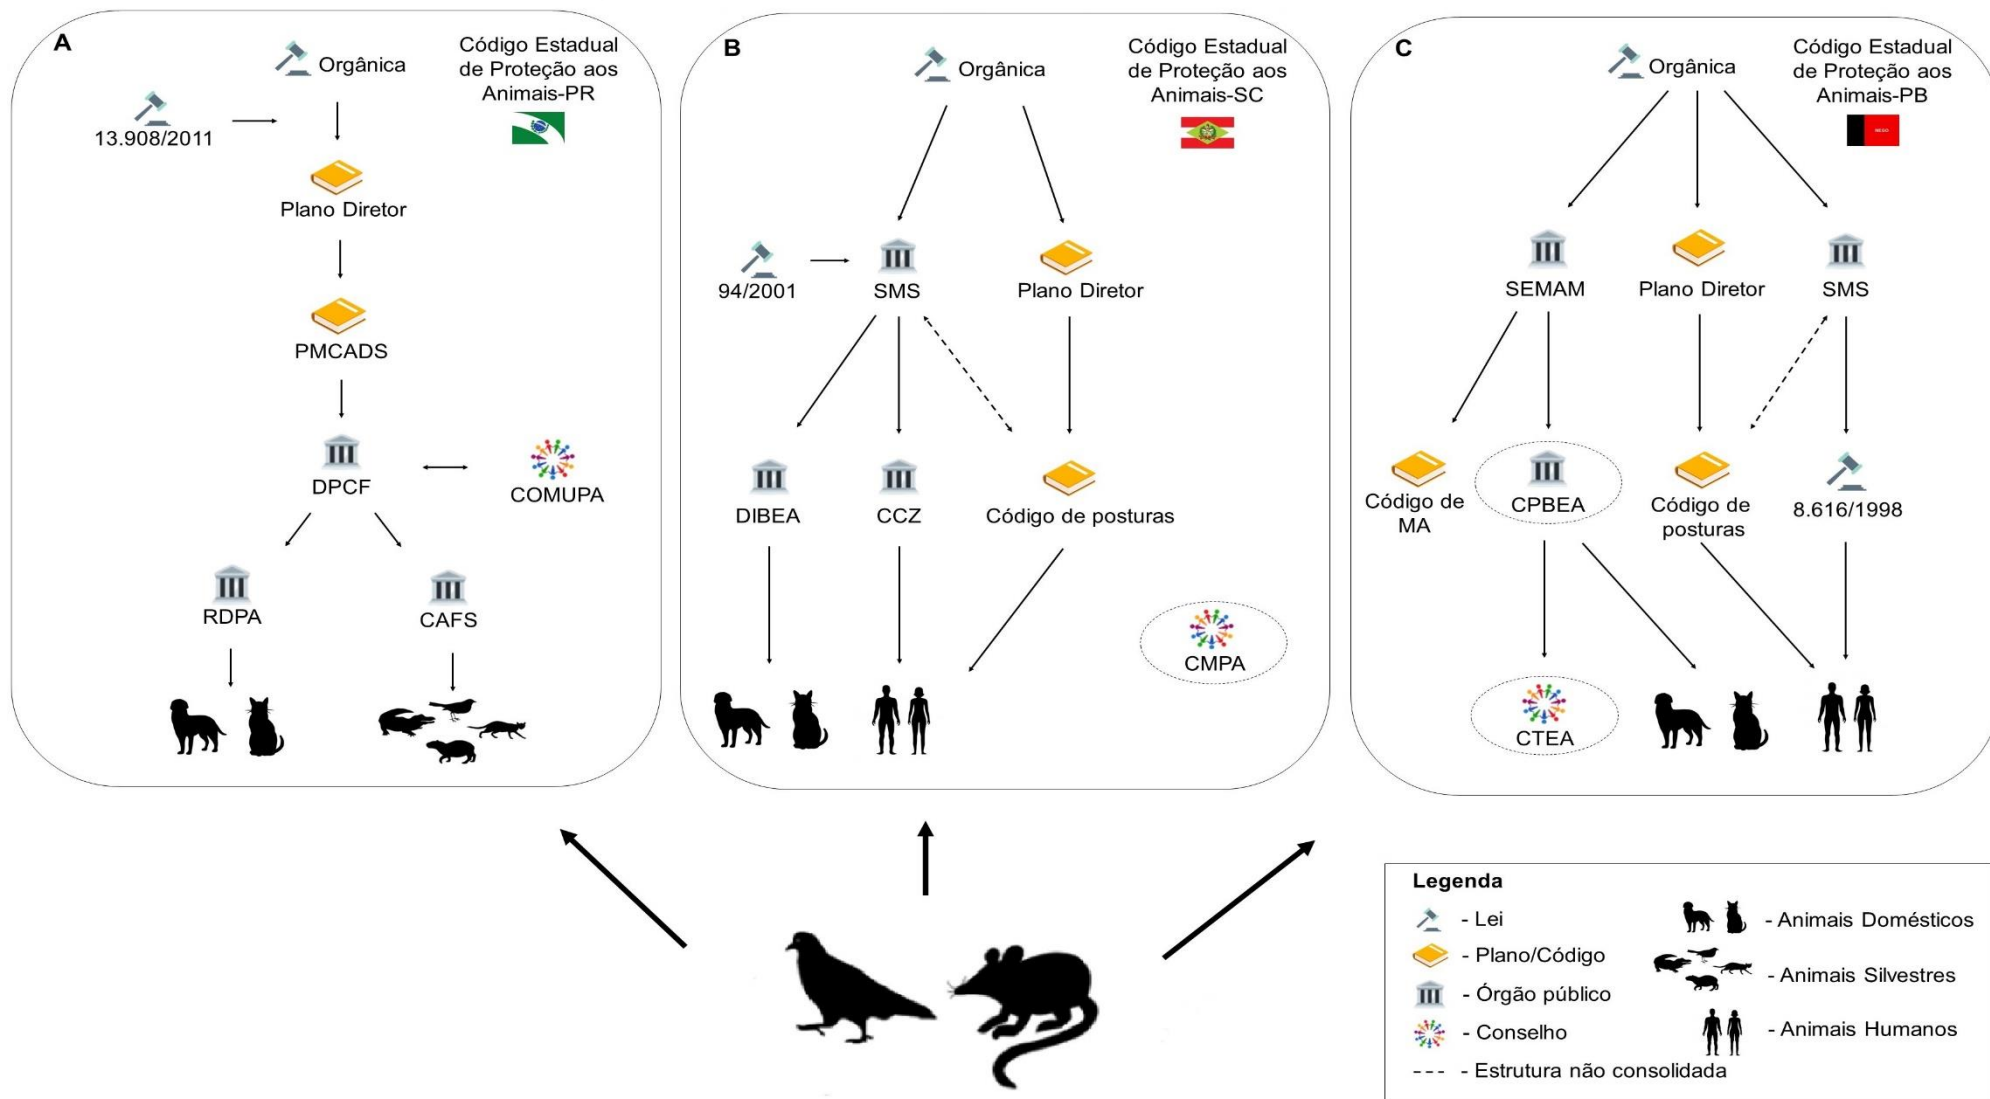 A
Código Estadual
de Proteção aos
Animais-PR
Orgânica
13.908/2011
Plano Diretor
PMCADS
DPCF
COMUPA
RDPA
CAFS
B
Código Estadual
de Proteção aos
Animais-SC
Orgânica
94/2001
SMS
Plano Diretor
DIBEA
CCZ
Código de posturas
CMPA
C
Código Estadual
de Proteção aos
Animais-PB
NEGO
Orgânica
SEMAM
Plano Diretor
SMS
Código de
MA
CPBEA
Código de
posturas
8.616/1998
CTEA
Legenda
- Lei
- Plano/Código
- Órgão público
- Conselho
- Estrutura não consolidada
- Animais Domésticos
- Animais Silvestres
- Animais Humanos